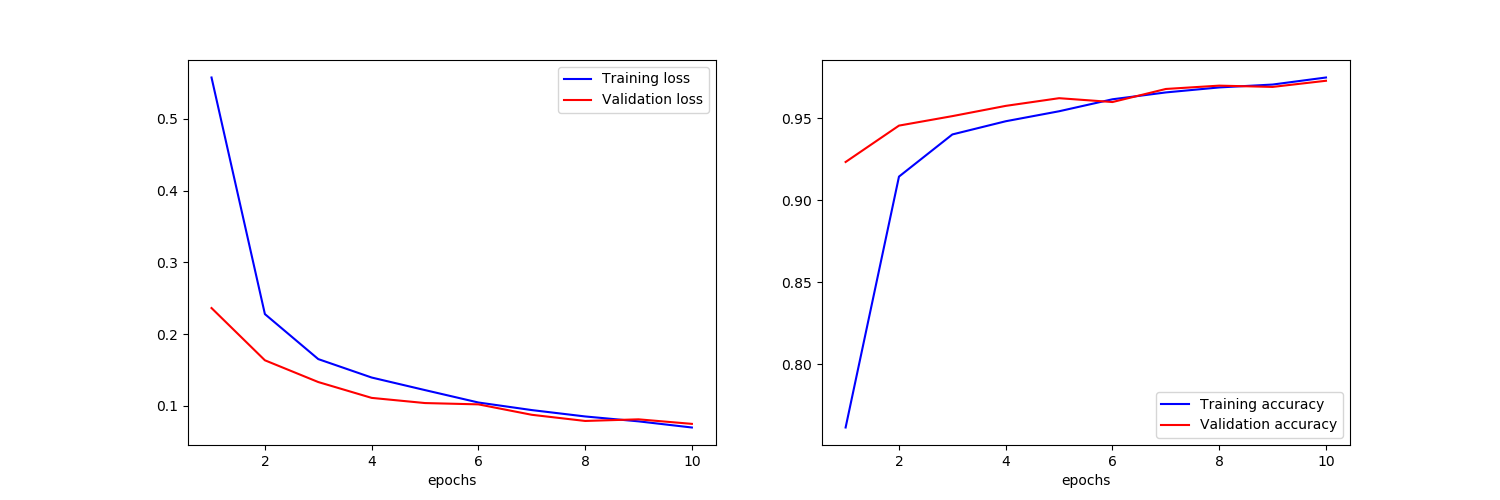 Training loss
Validation loss
0.5
0.4
0.3
0.2
0.1
2 4 6 8 10
epochs
0.95
0.90
0.85
0.80
Training accuracy
Validation accuracy
2 4 6 8 10
epochs